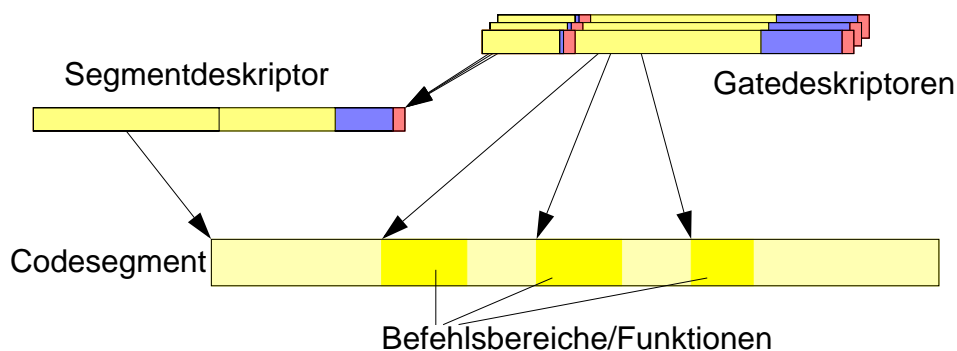 Segmentdeskriptor
Gatedeskriptoren
Codesegment
Befehlsbereiche/Funktionen